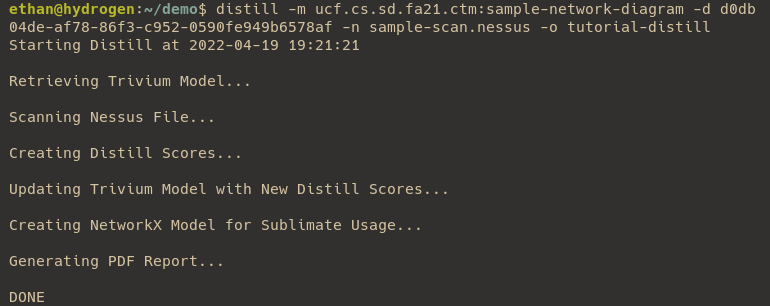 ethan@hydrogen:~/demo$ distill -m ucf.cs.sd.fa21.ctm:sample-network-diagram -d d0db
04de-af78-86f3-c952-0590fe949b6578af -n sample-scan.nessus -o tutorial-distill
Starting Distill at 2022-04-19 19:21:21
Retrieving Trivium Model...
Scanning Nessus File...
Creating Distill Scores...
Updating Trivium Model with New Distill Scores...
Creating NetworkX Model for Sublimate Usage...
Generating PDF Report...
DONE